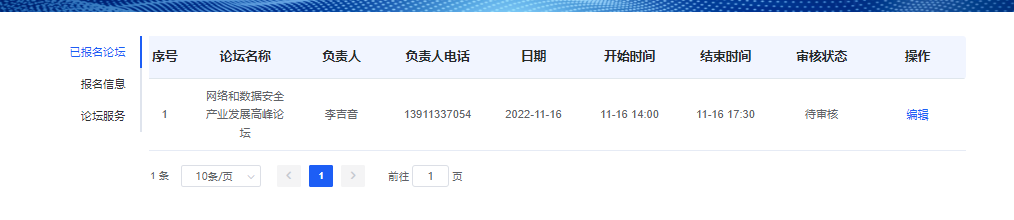 已报名论坛
报名信息
论坛服务
序号 论坛名称 负责人 负责人电话 日期 开始时间 结束时间 审核状态 操作
1 网络和数据安全 李吉音 13911337054 2022-11-16 11-16 14:00 11-16 17:30 待审核 编辑
产业发展高峰论
坛
1 条 10条/页 1 前往 1 页